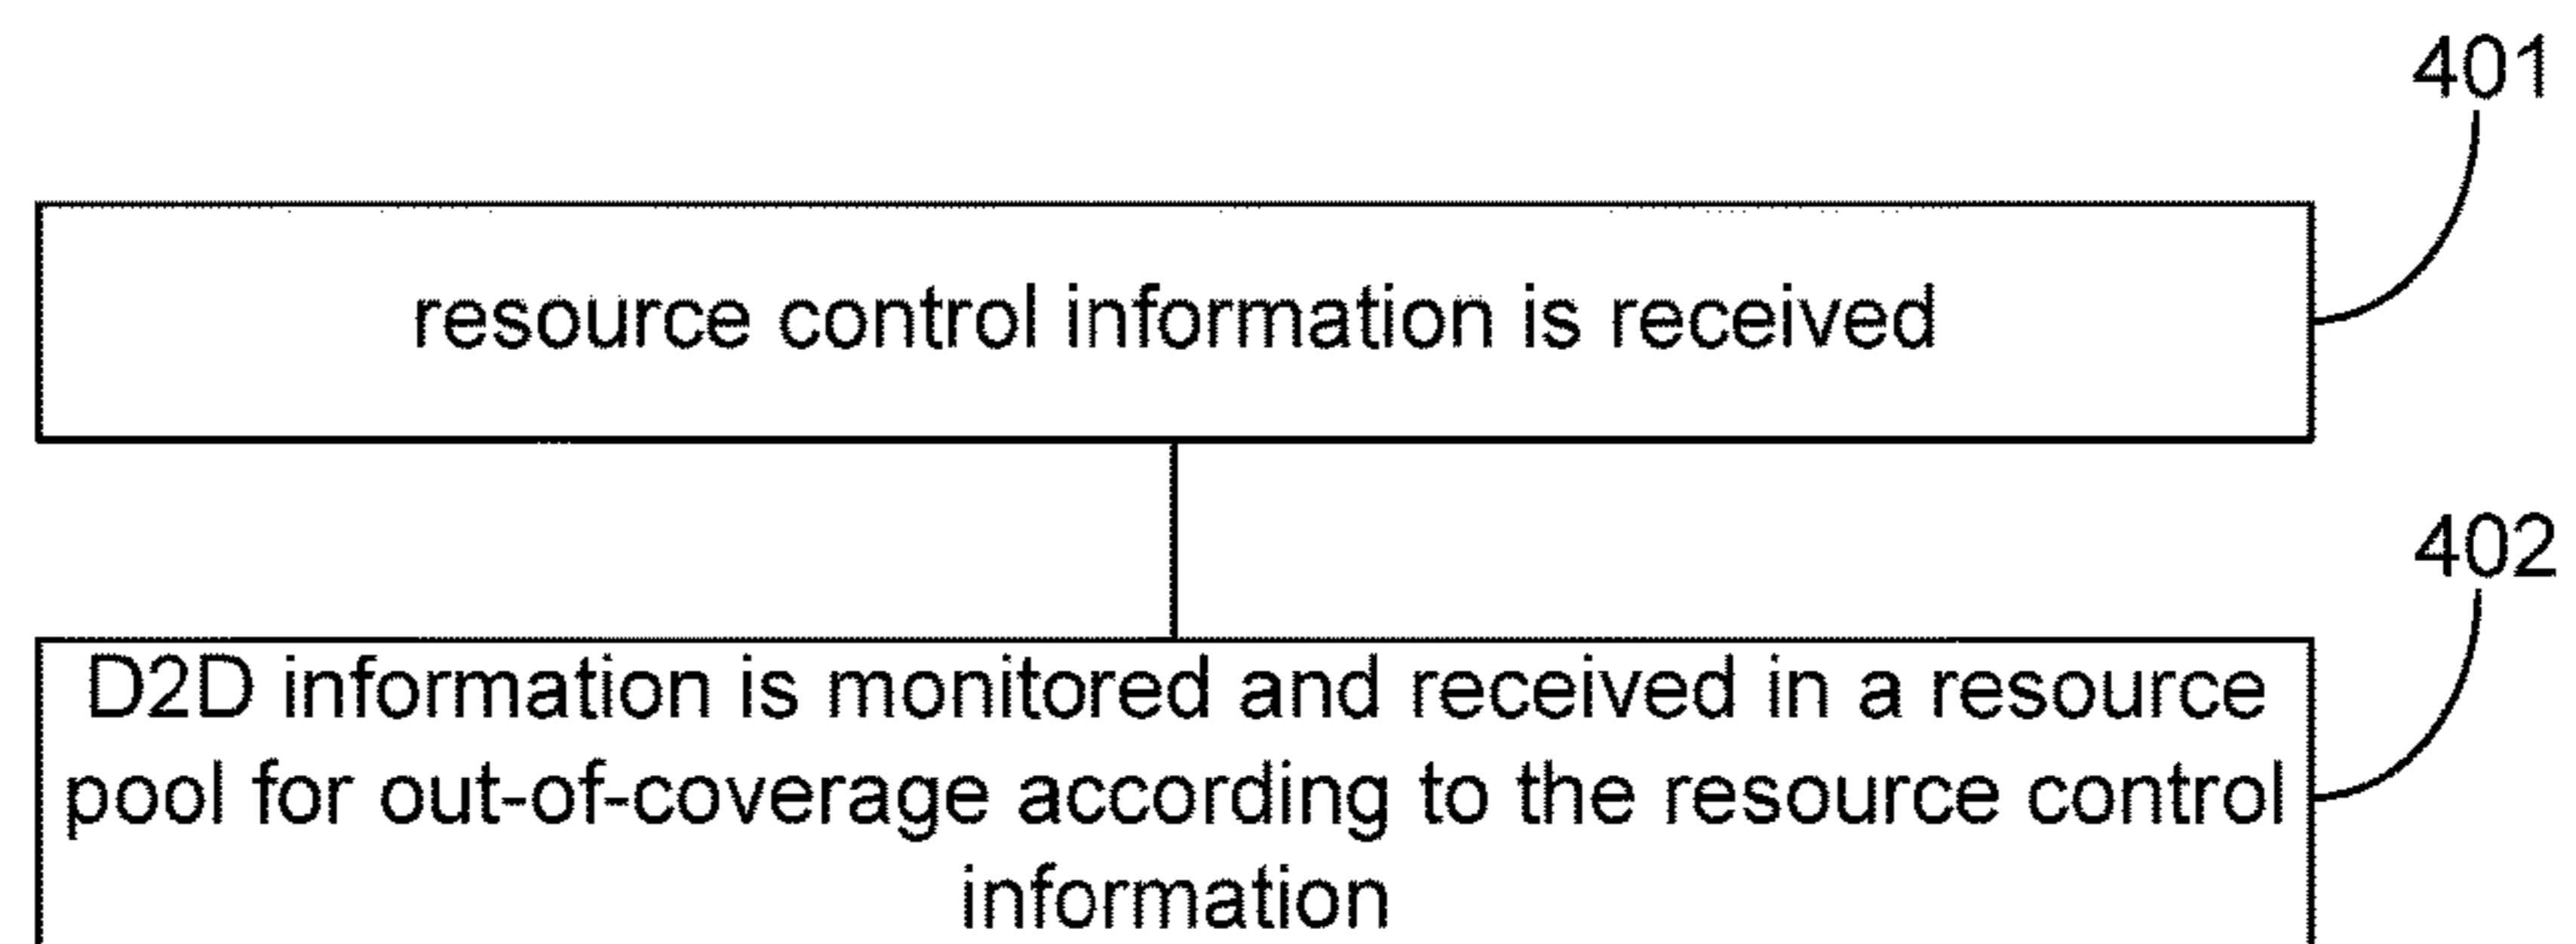 401
resource control information is received
402
D2D information is monitored and received in a resource
pool for out-of-coverage according to the resource control
information